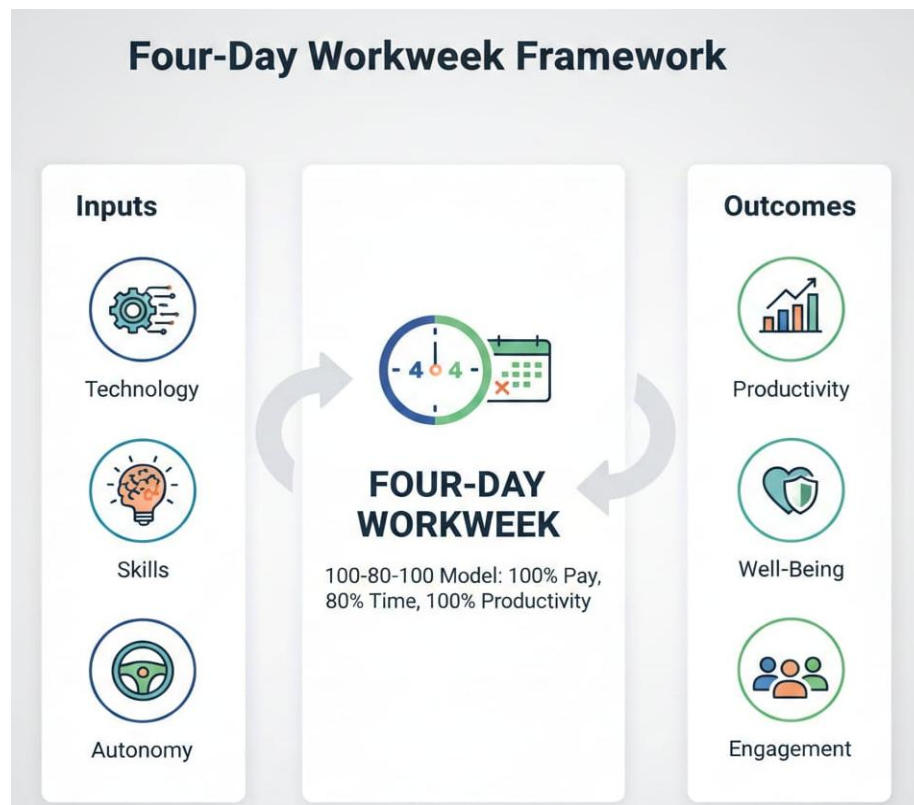 Four-Day Workweek Framework
Inputs
Technology
Skills
Autonomy
4 4
FOUR-DAY
WORKWEEK
100-80-100 Model: 100% Pay,
80% Time, 100% Productivity
Outcomes
Productivity
Well-Being
Engagement